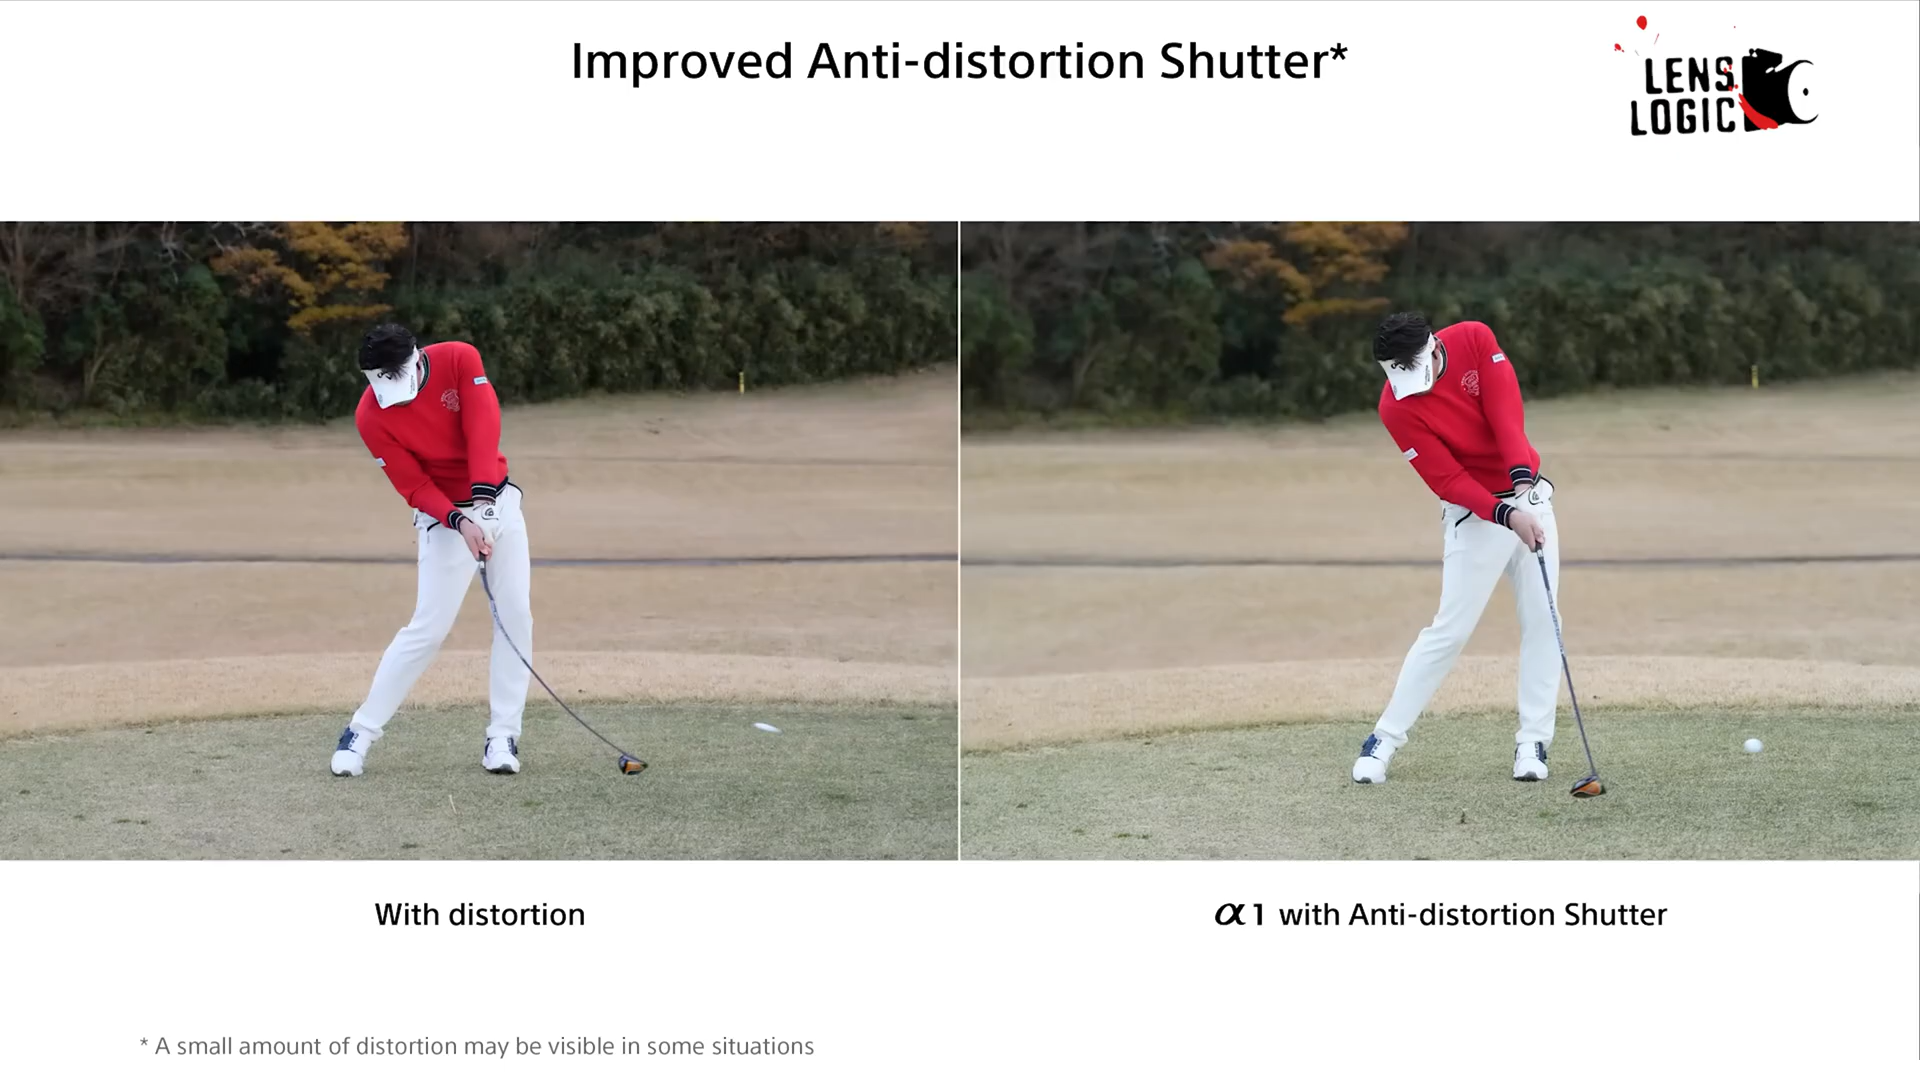 Improved Anti-distortion Shutter*
LENS
LOGIC
With distortion
α1 with Anti-distortion Shutter
* A small amount of distortion may be visible in some situations